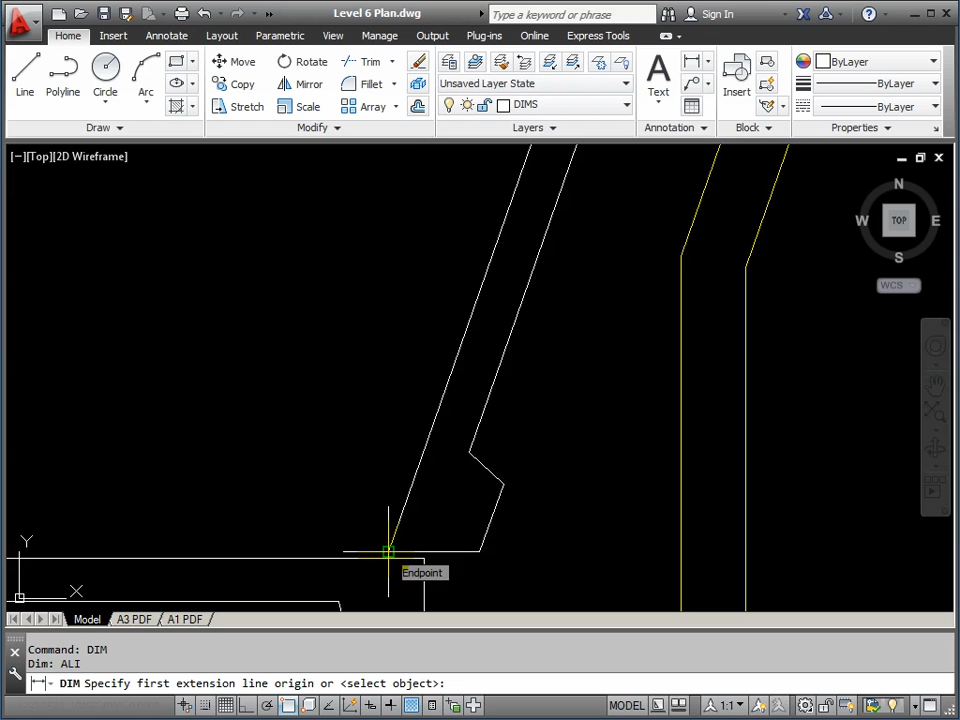 Level 6 Plan.dwg
Type a keyword or phrase
Sign In
Home Insert Annotate Layout Parametric View Manage Output Plug-ins Online Express Tools
Line Polyline Circle Arc
Move Rotate Trim
Copy Mirror Fillet
Stretch Scale Array
Unsaved Layer State
DIMS
Text
Insert
ByLayer
ByLayer
ByLayer
Draw Modify Layers Annotation Block Properties
[−][Top][2D Wireframe]
N
W TOP E
S
WCS
Y
X
Endpoint
Model A3 PDF A1 PDF
Command: DIM
Dim: ALI
DIM Specify first extension line origin or <select object>:
MODEL 1:1